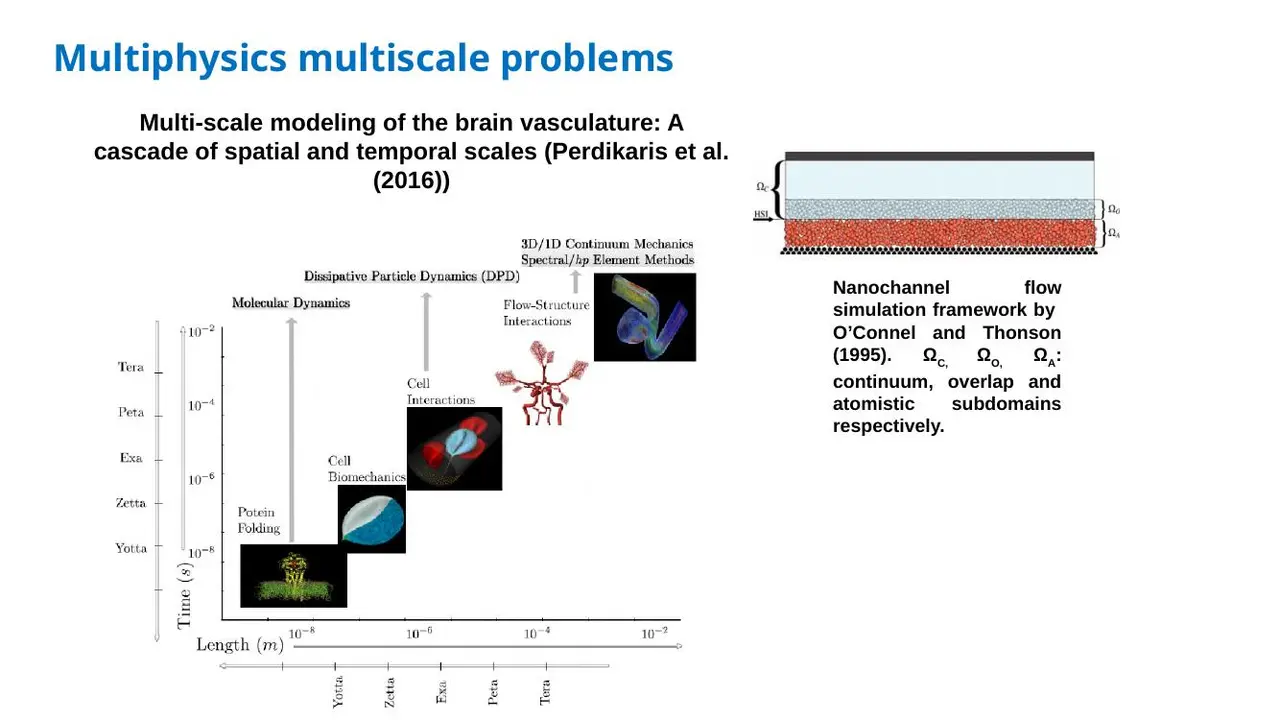 Multiphysics multiscale problems
Multi-scale modeling of the brain vasculature: A
cascade of spatial and temporal scales (Perdikaris et al.
(2016))
3D/1D Continuum Mechanics
Spectral/hp Element Methods
Dissipative Particle Dynamics (DPD)
Molecular Dynamics
Flow-Structure
Interactions
Cell
Interactions
Cell
Biomechanics
Potein
Folding
Tera
Peta
Exa
Zetta
Yotta
10⁻²
10⁻⁴
10⁻⁶
10⁻⁸
Time (s)
10⁻⁸ 10⁻⁶ 10⁻⁴ 10⁻²
Length (m)
Yotta
Zetta
Exa
Peta
Tera
Ω_C
HSI
Ω_O
Ω_A
Nanochannel flow
simulation framework by
O’Connel and Thonson
(1995). Ω_C, Ω_O, Ω_A:
continuum, overlap and
atomistic subdomains
respectively.